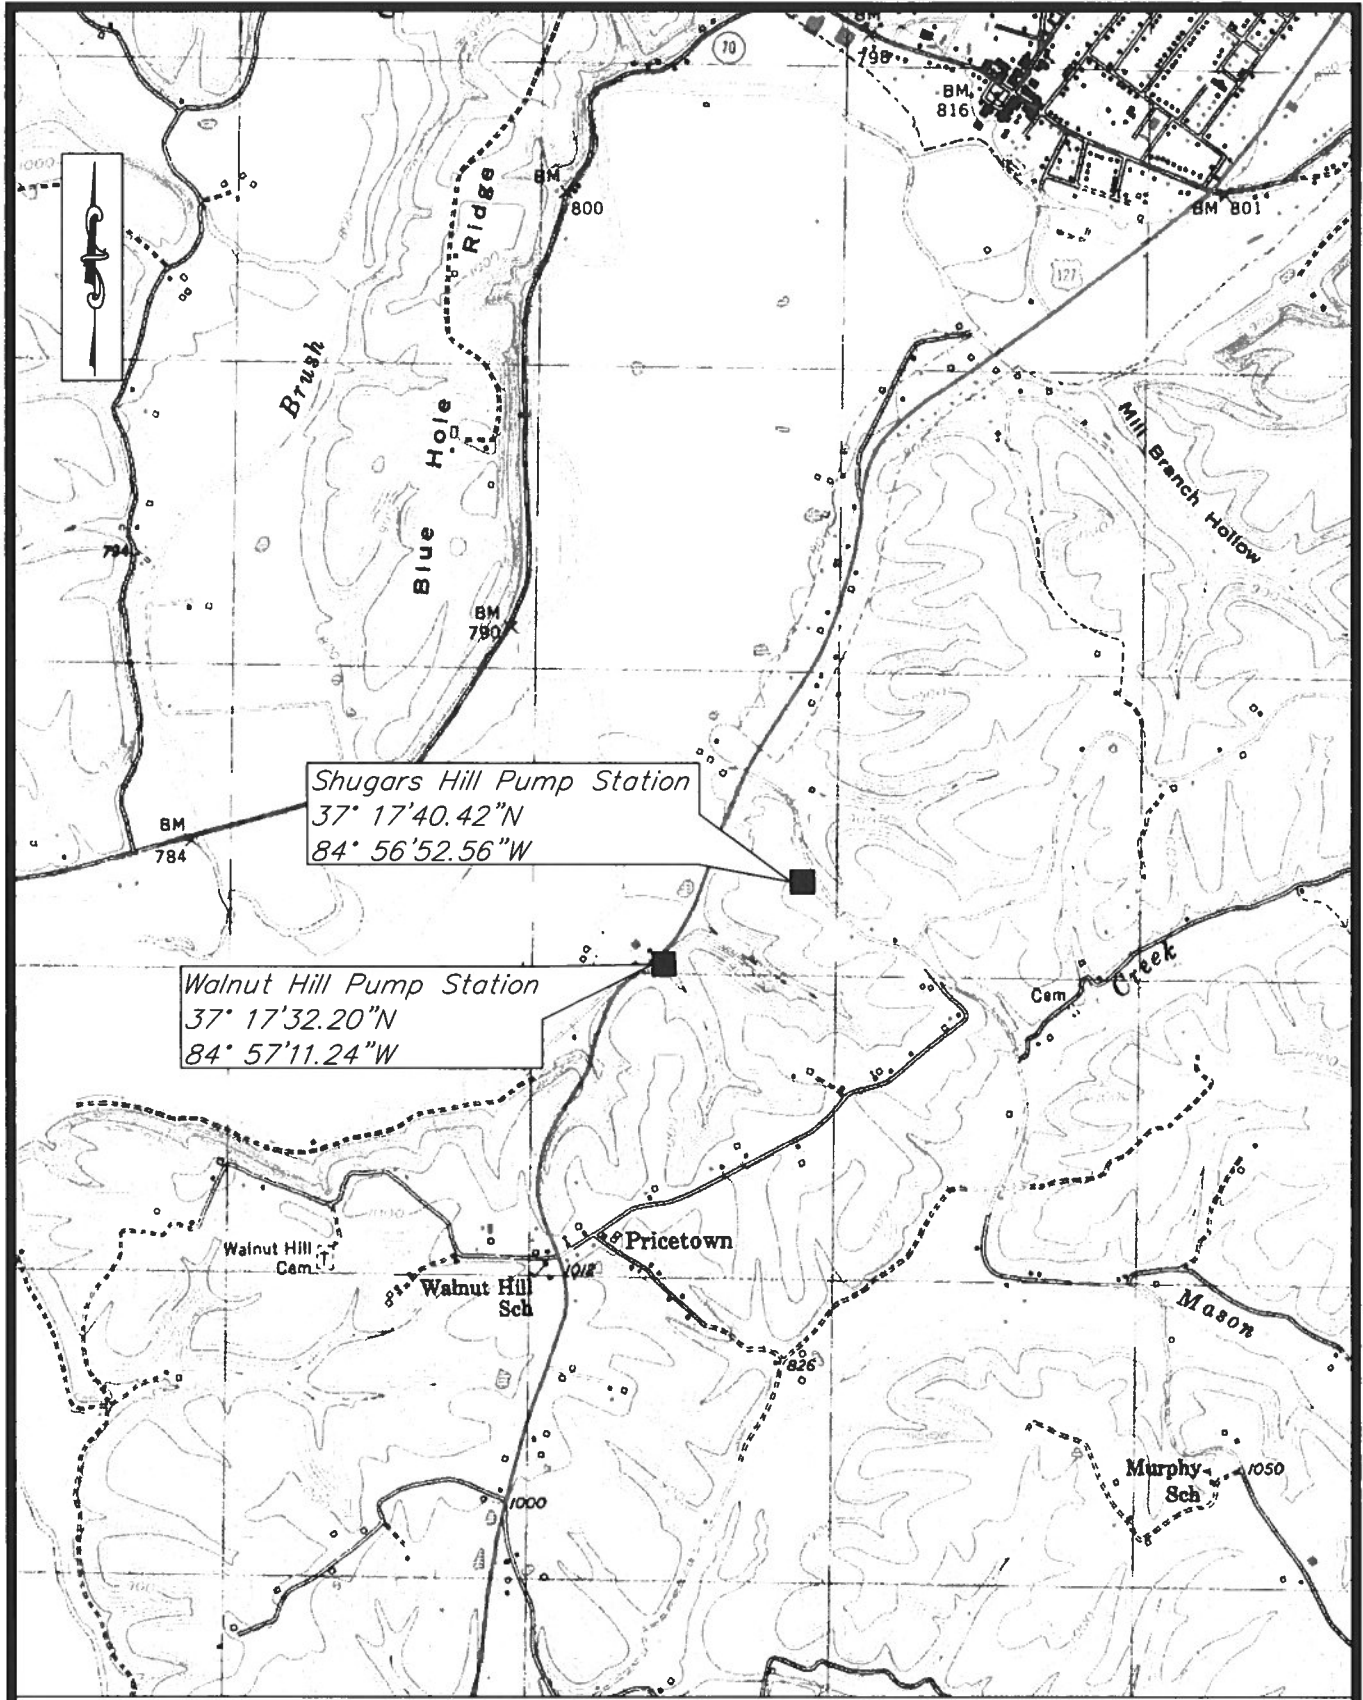 70
BM
798
BM
816
1000
BM
800
Ridge
BM 801
127
Brush
Hole
Blue
Mill Branch Hollow
794
BM
790
Shugars Hill Pump Station
37° 17'40.42"N
84° 56'52.56"W
BM
784
Walnut Hill Pump Station
37° 17'32.20"N
84° 57'11.24"W
Cem
Creek
Walnut Hill
Cem
Pricetown
1012
Walnut Hill
Sch
Mason
826
Murphy
Sch
1050
1000